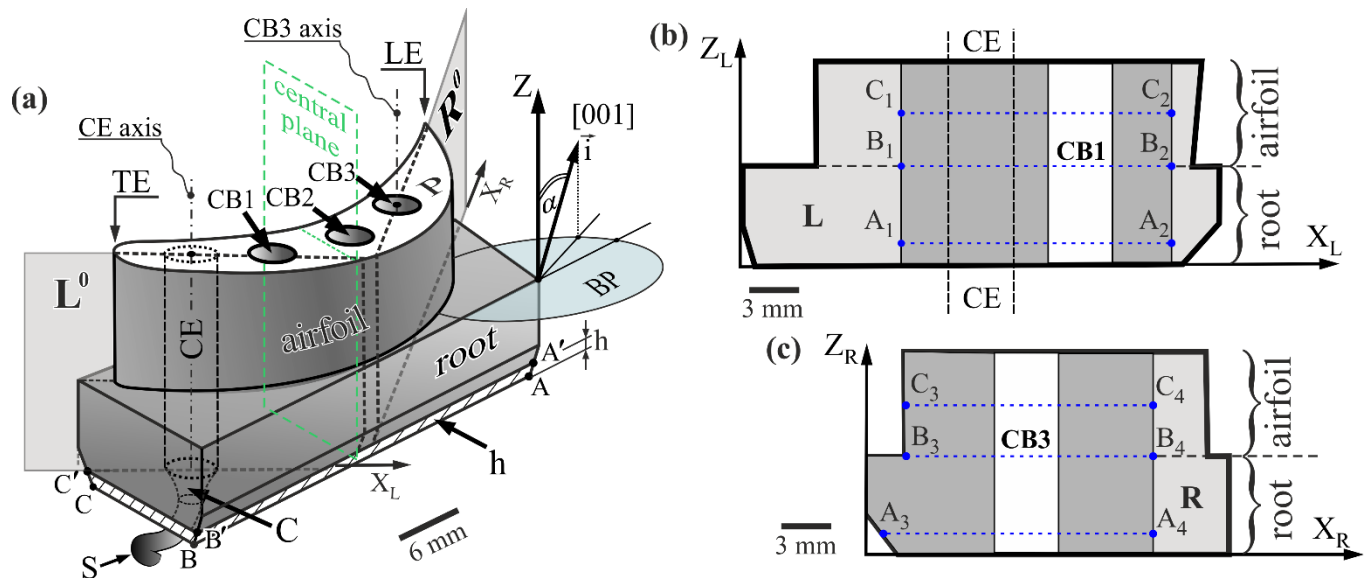 (a)
CB3 axis
CE axis
LE
TE
central
plane
R⁰
CB3
CB2
CB1
P
X_R
Z
[001]
i⃗
α
BP
L⁰
CE
airfoil
root
A'
A
h
h
X_L
C'
C
B'
B
C
S
6 mm
(b)
Z_L
CE
C₁
C₂
B₁
CB1
B₂
L
A₁
A₂
airfoil
root
X_L
CE
3 mm
(c)
Z_R
C₃
C₄
B₃
CB3
B₄
R
A₃
A₄
airfoil
root
X_R
3 mm